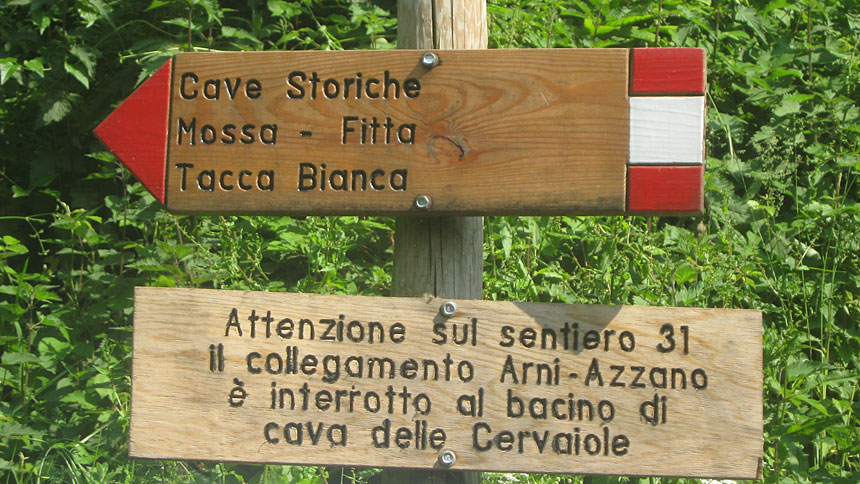 Cave Storiche
Mossa - Fitta
Tacca Bianca
Attenzione sul sentiero 31
il collegamento Arni-Azzano
è interrotto al bacino di
cava delle Cervaiole